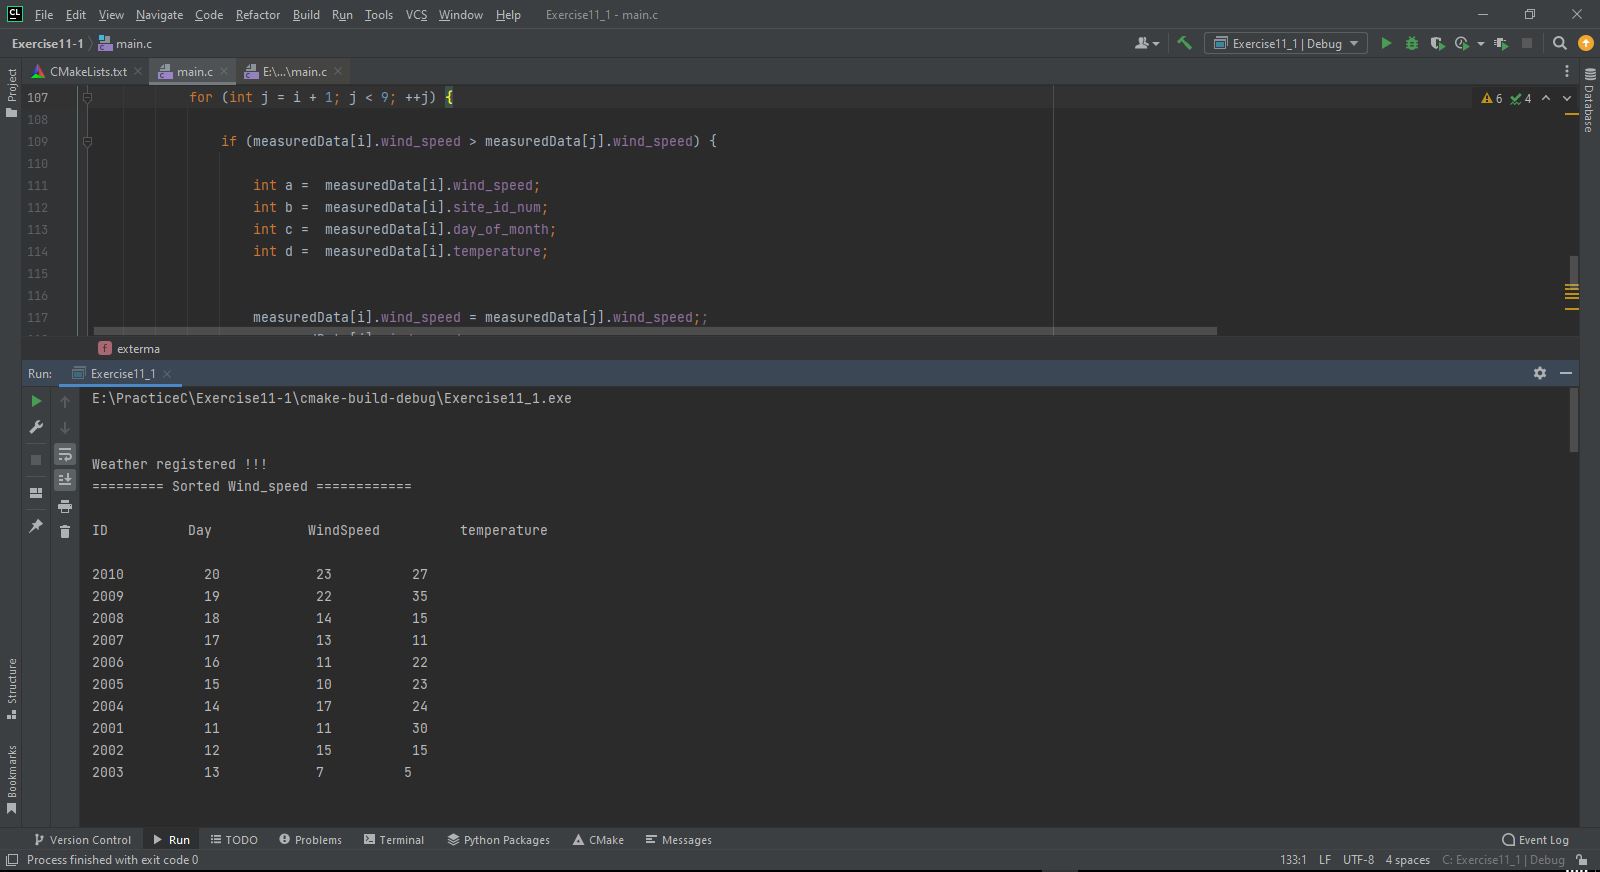 File Edit View Navigate Code Refactor Build Run Tools VCS Window Help Exercise11_1 - main.c
Exercise11-1 main.c Exercise11_1 | Debug
Project CMakeLists.txt main.c E:\...\main.c
107 for (int j = i + 1; j < 9; ++j) { 6 4
Database
108
109 if (measuredData[i].wind_speed > measuredData[j].wind_speed) {
110
111 int a =  measuredData[i].wind_speed;
112 int b =  measuredData[i].site_id_num;
113 int c =  measuredData[i].day_of_month;
114 int d =  measuredData[i].temperature;
115
116
117 measuredData[i].wind_speed = measuredData[j].wind_speed;;
f exterma
Run: Exercise11_1
E:\PracticeC\Exercise11-1\cmake-build-debug\Exercise11_1.exe
Weather registered !!!
========= Sorted Wind_speed ============
ID Day WindSpeed temperature
2010 20 23 27
2009 19 22 35
2008 18 14 15
2007 17 13 11
2006 16 11 22
2005 15 10 23
2004 14 17 24
2001 11 11 30
2002 12 15 15
2003 13 7 5
Structure
Bookmarks
Version Control Run TODO Problems Terminal Python Packages CMake Messages Event Log
Process finished with exit code 0 133:1 LF UTF-8 4 spaces C: Exercise11_1 | Debug